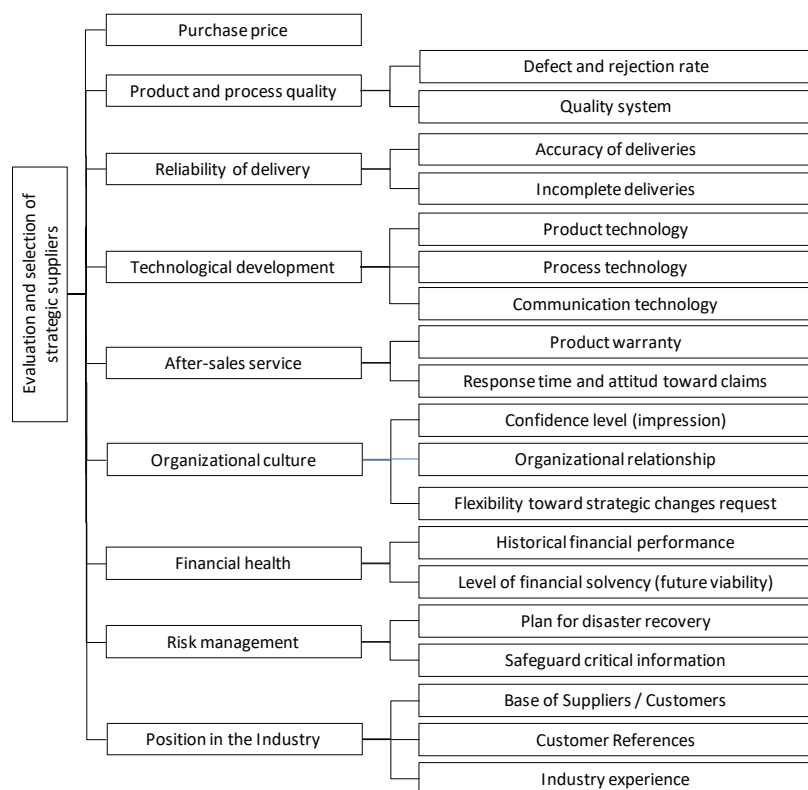 Evaluation and selection of
strategic suppliers
Purchase price
Product and process quality
Defect and rejection rate
Quality system
Reliability of delivery
Accuracy of deliveries
Incomplete deliveries
Technological development
Product technology
Process technology
Communication technology
After-sales service
Product warranty
Response time and attitud toward claims
Organizational culture
Confidence level (impression)
Organizational relationship
Flexibility toward strategic changes request
Financial health
Historical financial performance
Level of financial solvency (future viability)
Risk management
Plan for disaster recovery
Safeguard critical information
Position in the Industry
Base of Suppliers / Customers
Customer References
Industry experience